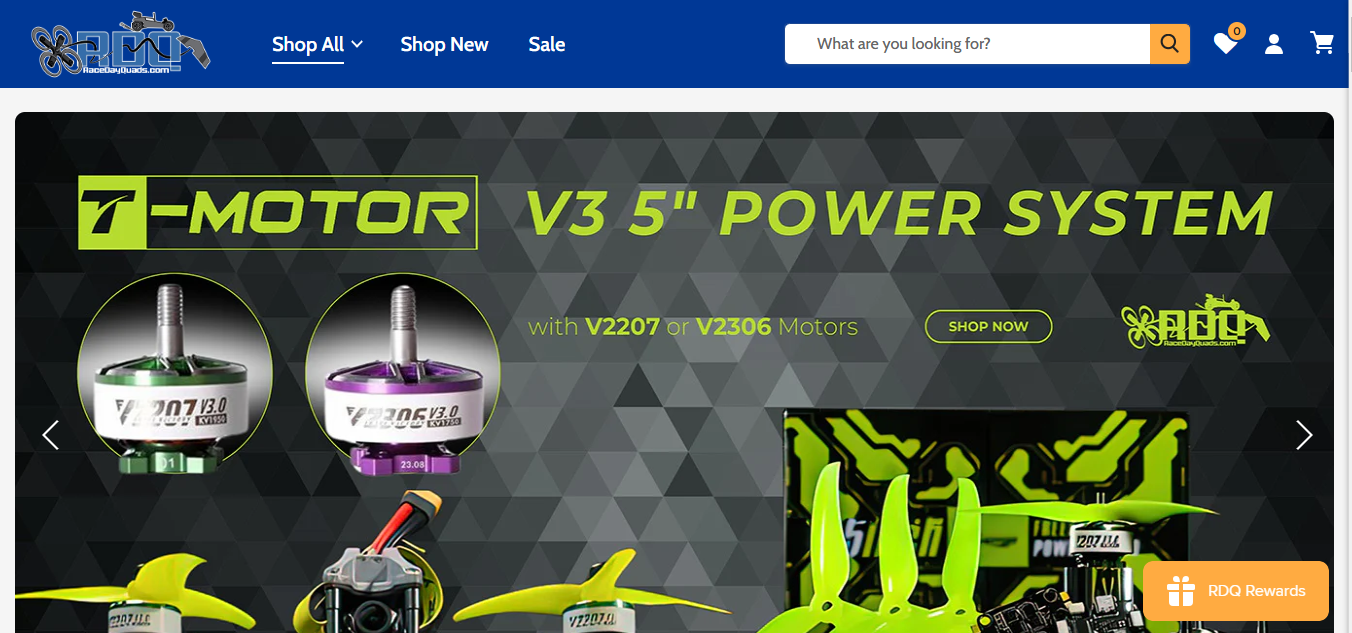 RDQ
RaceDayQuads.com
Shop All
Shop New
Sale
What are you looking for?
0
T-MOTOR
V3 5" POWER SYSTEM
with V2207 or V2306 Motors
SHOP NOW
RDQ
RaceDayQuads.com
V2207 V3.0
KV1950
01
V2306 V3.0
KV1750
23.08
POWER
RDQ Rewards